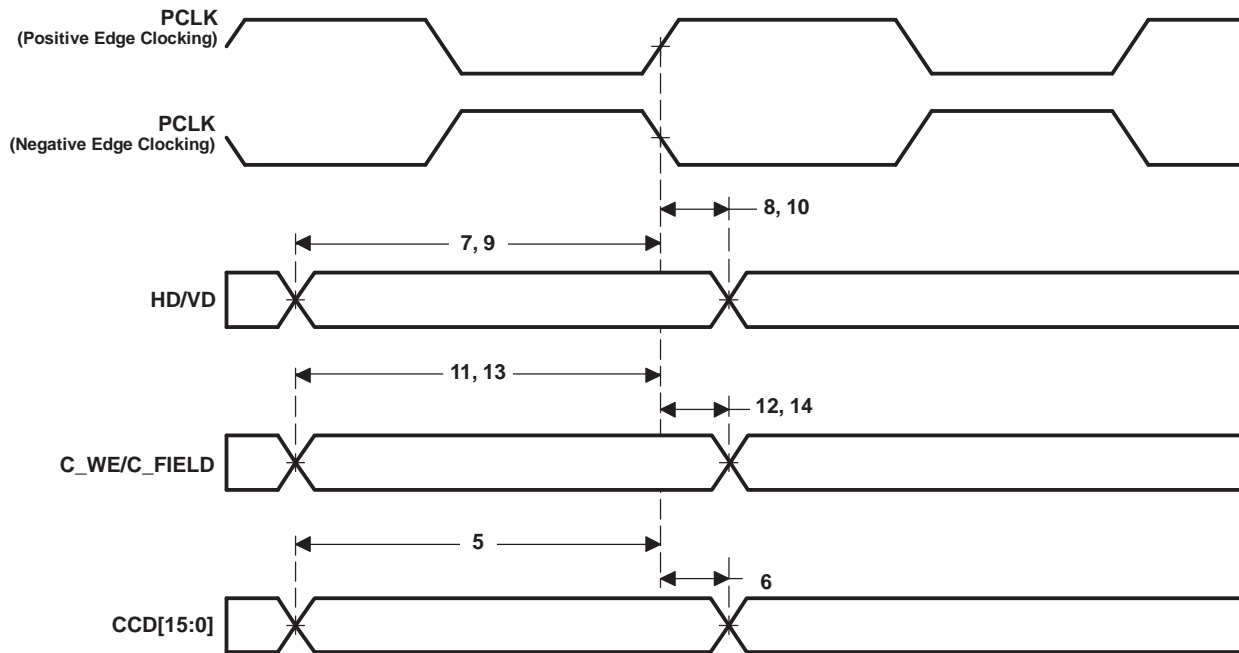 PCLK
(Positive Edge Clocking)
PCLK
(Negative Edge Clocking)
8, 10
7, 9
HD/VD
11, 13
12, 14
C_WE/C_FIELD
5
6
CCD[15:0]